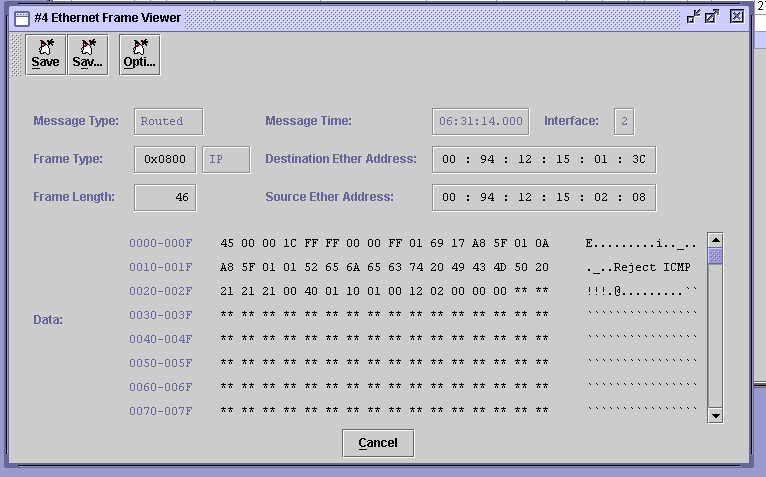 #4 Ethernet Frame Viewer
Save Sav... Opti...
Message Type: Routed Message Time: 06:31:14.000 Interface: 2
Frame Type: 0x0800 IP Destination Ether Address: 00 : 94 : 12 : 15 : 01 : 3C
Frame Length: 46 Source Ether Address: 00 : 94 : 12 : 15 : 02 : 08
Data:
0000-000F 45 00 00 1C FF FF 00 00 FF 01 69 17 A8 5F 01 0A E.........i.._..
0010-001F A8 5F 01 01 52 65 6A 65 63 74 20 49 43 4D 50 20 ._..Reject ICMP
0020-002F 21 21 21 00 40 01 10 01 00 12 02 00 00 00 ** ** !!!.@.........``
0030-003F ** ** ** ** ** ** ** ** ** ** ** ** ** ** ** ** ````````````````
0040-004F ** ** ** ** ** ** ** ** ** ** ** ** ** ** ** ** ````````````````
0050-005F ** ** ** ** ** ** ** ** ** ** ** ** ** ** ** ** ````````````````
0060-006F ** ** ** ** ** ** ** ** ** ** ** ** ** ** ** ** ````````````````
0070-007F ** ** ** ** ** ** ** ** ** ** ** ** ** ** ** ** ````````````````
Cancel